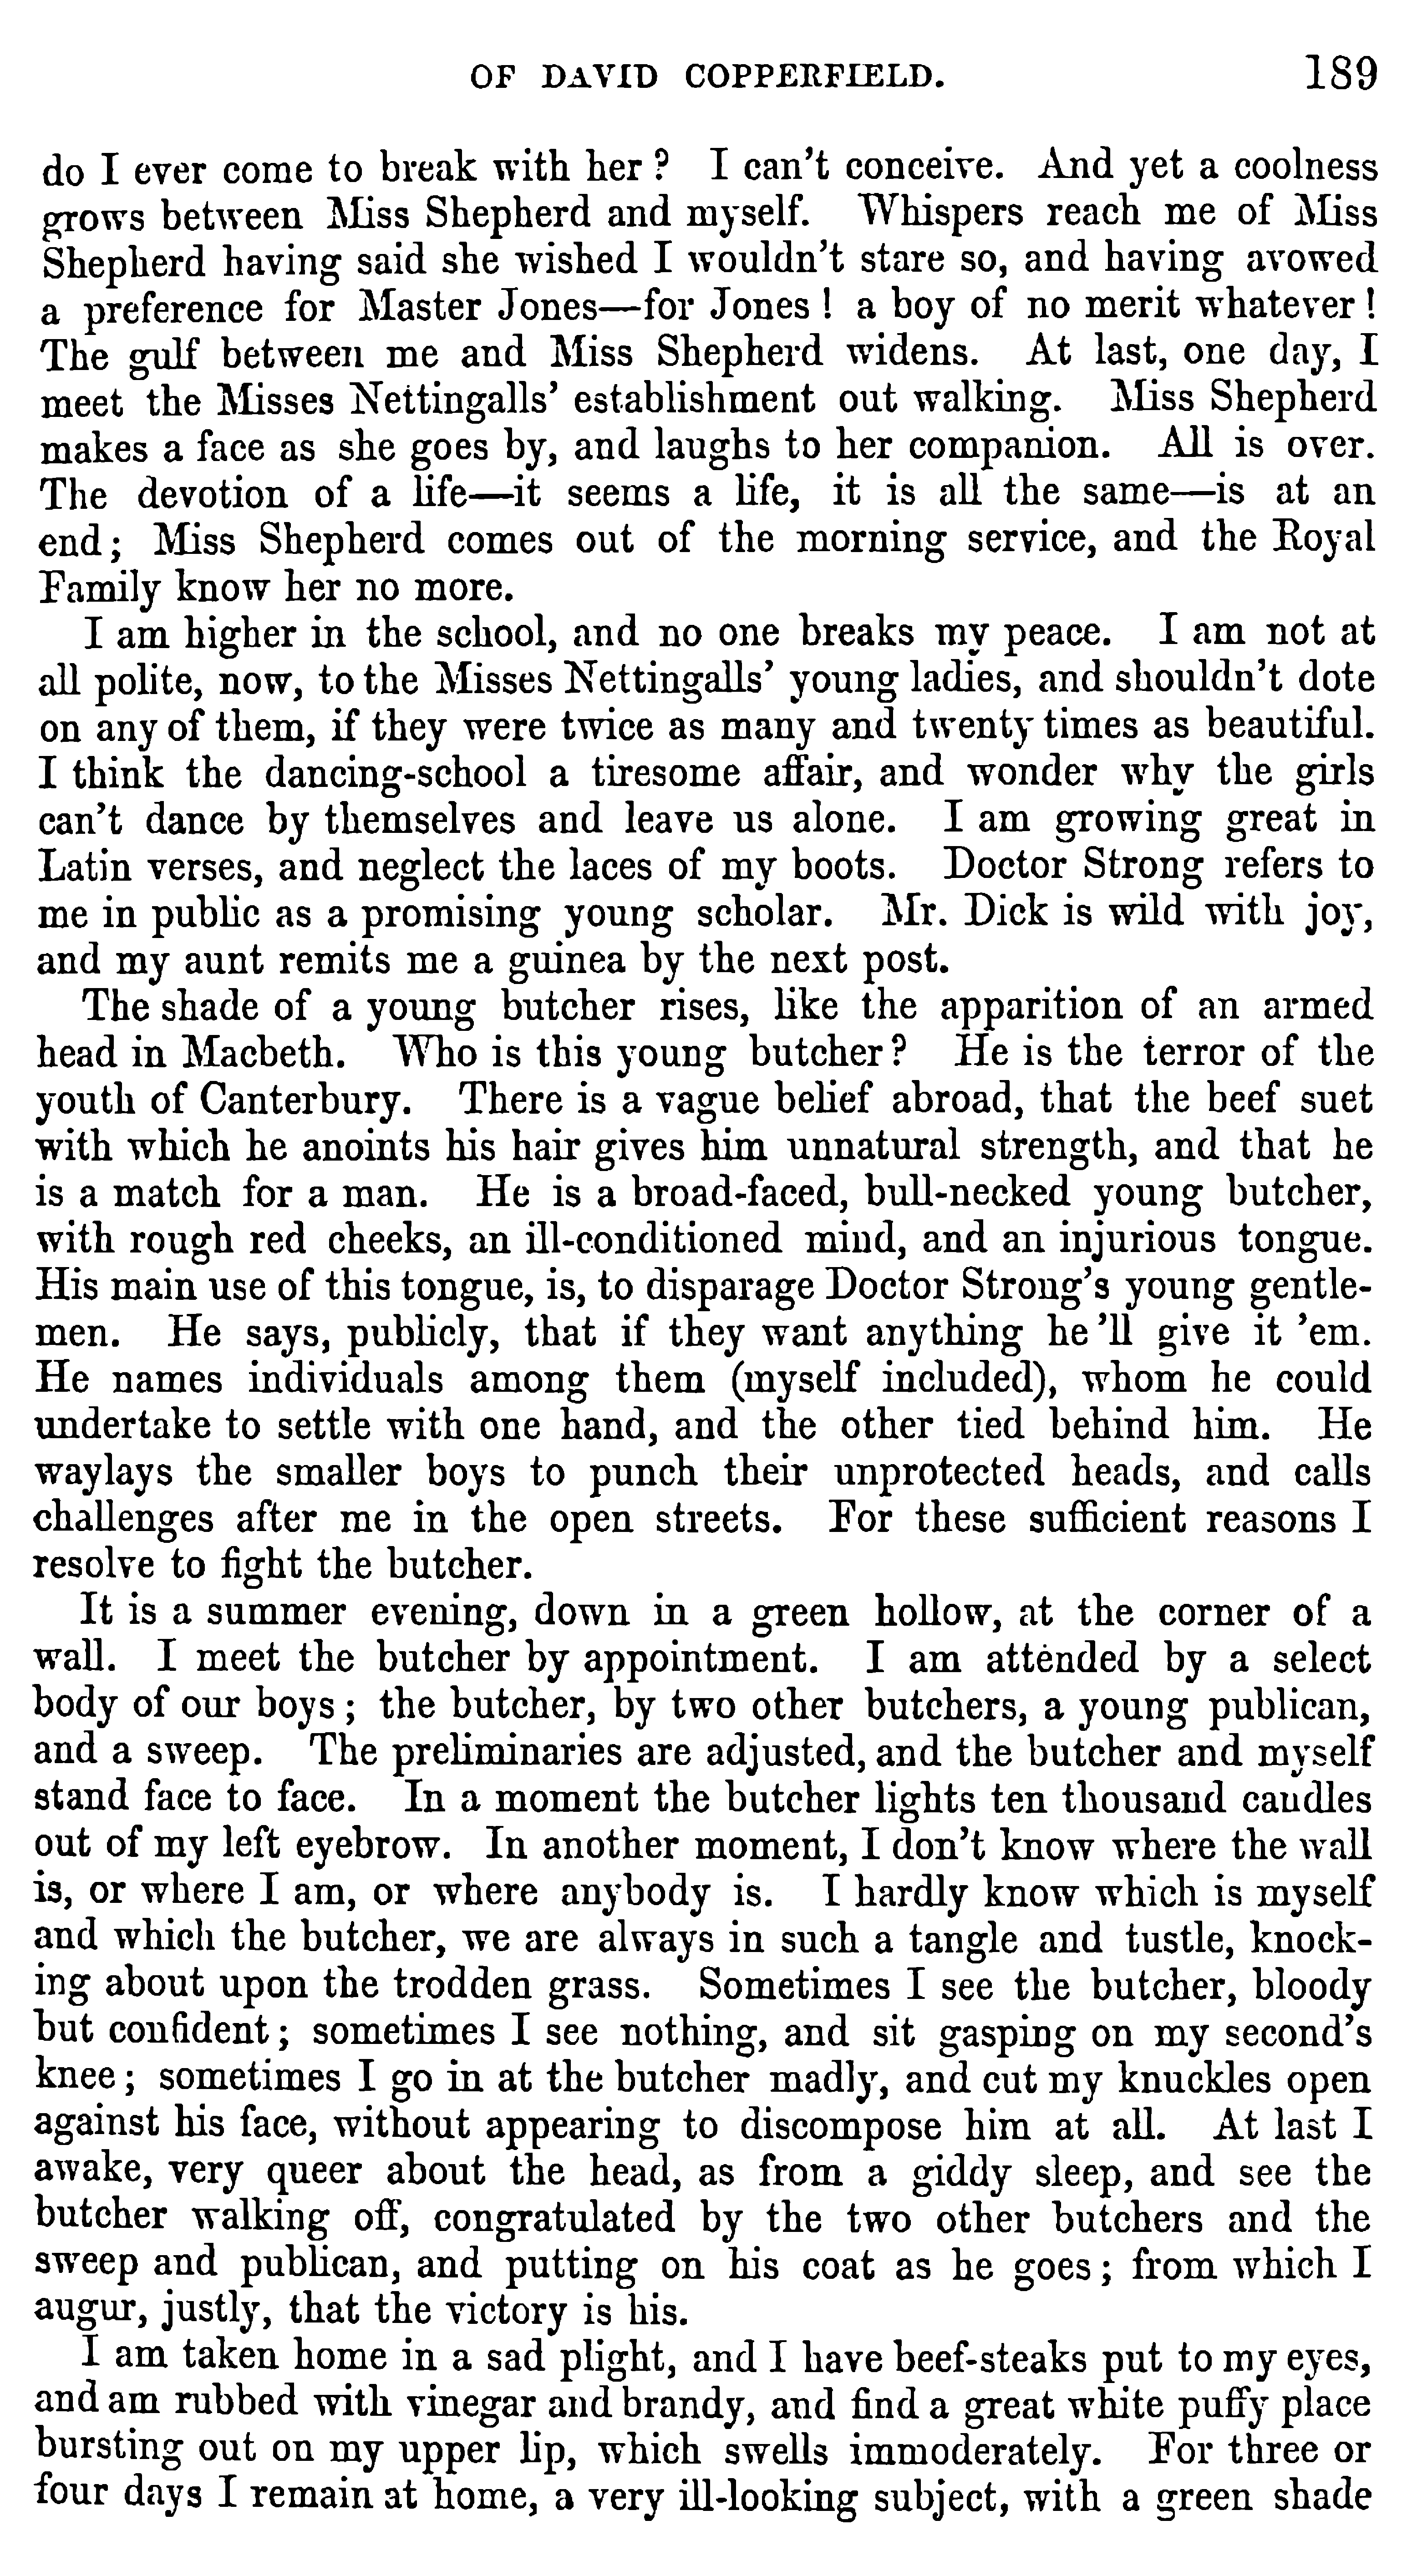 OF DAVID COPPERFIELD. 189
do I ever come to break with her? I can't conceive. And yet a coolness
grows between Miss Shepherd and myself. Whispers reach me of Miss
Shepherd having said she wished I wouldn't stare so, and having avowed
a preference for Master Jones—for Jones! a boy of no merit whatever!
The gulf between me and Miss Shepherd widens. At last, one day, I
meet the Misses Nettingalls' establishment out walking. Miss Shepherd
makes a face as she goes by, and laughs to her companion. All is over.
The devotion of a life—it seems a life, it is all the same—is at an
end; Miss Shepherd comes out of the morning service, and the Royal
Family know her no more.
I am higher in the school, and no one breaks my peace. I am not at
all polite, now, to the Misses Nettingalls' young ladies, and shouldn't dote
on any of them, if they were twice as many and twenty times as beautiful.
I think the dancing-school a tiresome affair, and wonder why the girls
can't dance by themselves and leave us alone. I am growing great in
Latin verses, and neglect the laces of my boots. Doctor Strong refers to
me in public as a promising young scholar. Mr. Dick is wild with joy,
and my aunt remits me a guinea by the next post.
The shade of a young butcher rises, like the apparition of an armed
head in Macbeth. Who is this young butcher? He is the terror of the
youth of Canterbury. There is a vague belief abroad, that the beef suet
with which he anoints his hair gives him unnatural strength, and that he
is a match for a man. He is a broad-faced, bull-necked young butcher,
with rough red cheeks, an ill-conditioned mind, and an injurious tongue.
His main use of this tongue, is, to disparage Doctor Strong's young gentle-
men. He says, publicly, that if they want anything he 'll give it 'em.
He names individuals among them (myself included), whom he could
undertake to settle with one hand, and the other tied behind him. He
waylays the smaller boys to punch their unprotected heads, and calls
challenges after me in the open streets. For these sufficient reasons I
resolve to fight the butcher.
It is a summer evening, down in a green hollow, at the corner of a
wall. I meet the butcher by appointment. I am attended by a select
body of our boys; the butcher, by two other butchers, a young publican,
and a sweep. The preliminaries are adjusted, and the butcher and myself
stand face to face. In a moment the butcher lights ten thousand candles
out of my left eyebrow. In another moment, I don't know where the wall
is, or where I am, or where anybody is. I hardly know which is myself
and which the butcher, we are always in such a tangle and tustle, knock-
ing about upon the trodden grass. Sometimes I see the butcher, bloody
but confident; sometimes I see nothing, and sit gasping on my second's
knee; sometimes I go in at the butcher madly, and cut my knuckles open
against his face, without appearing to discompose him at all. At last I
awake, very queer about the head, as from a giddy sleep, and see the
butcher walking off, congratulated by the two other butchers and the
sweep and publican, and putting on his coat as he goes; from which I
augur, justly, that the victory is his.
I am taken home in a sad plight, and I have beef-steaks put to my eyes,
and am rubbed with vinegar and brandy, and find a great white puffy place
bursting out on my upper lip, which swells immoderately. For three or
four days I remain at home, a very ill-looking subject, with a green shade